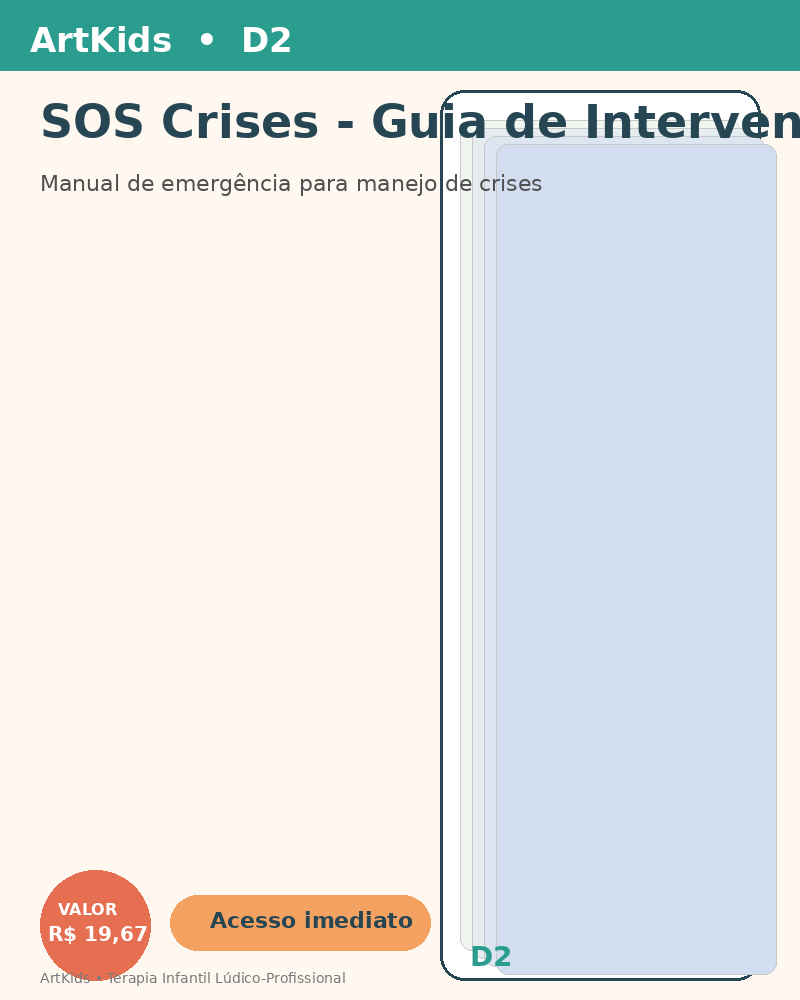 ArtKids • D2
SOS Crises - Guia de Interven
Manual de emergência para manejo de crises
VALOR
R$ 19,67
Acesso imediato
D2
ArtKids • Terapia Infantil Lúdico-Profissional